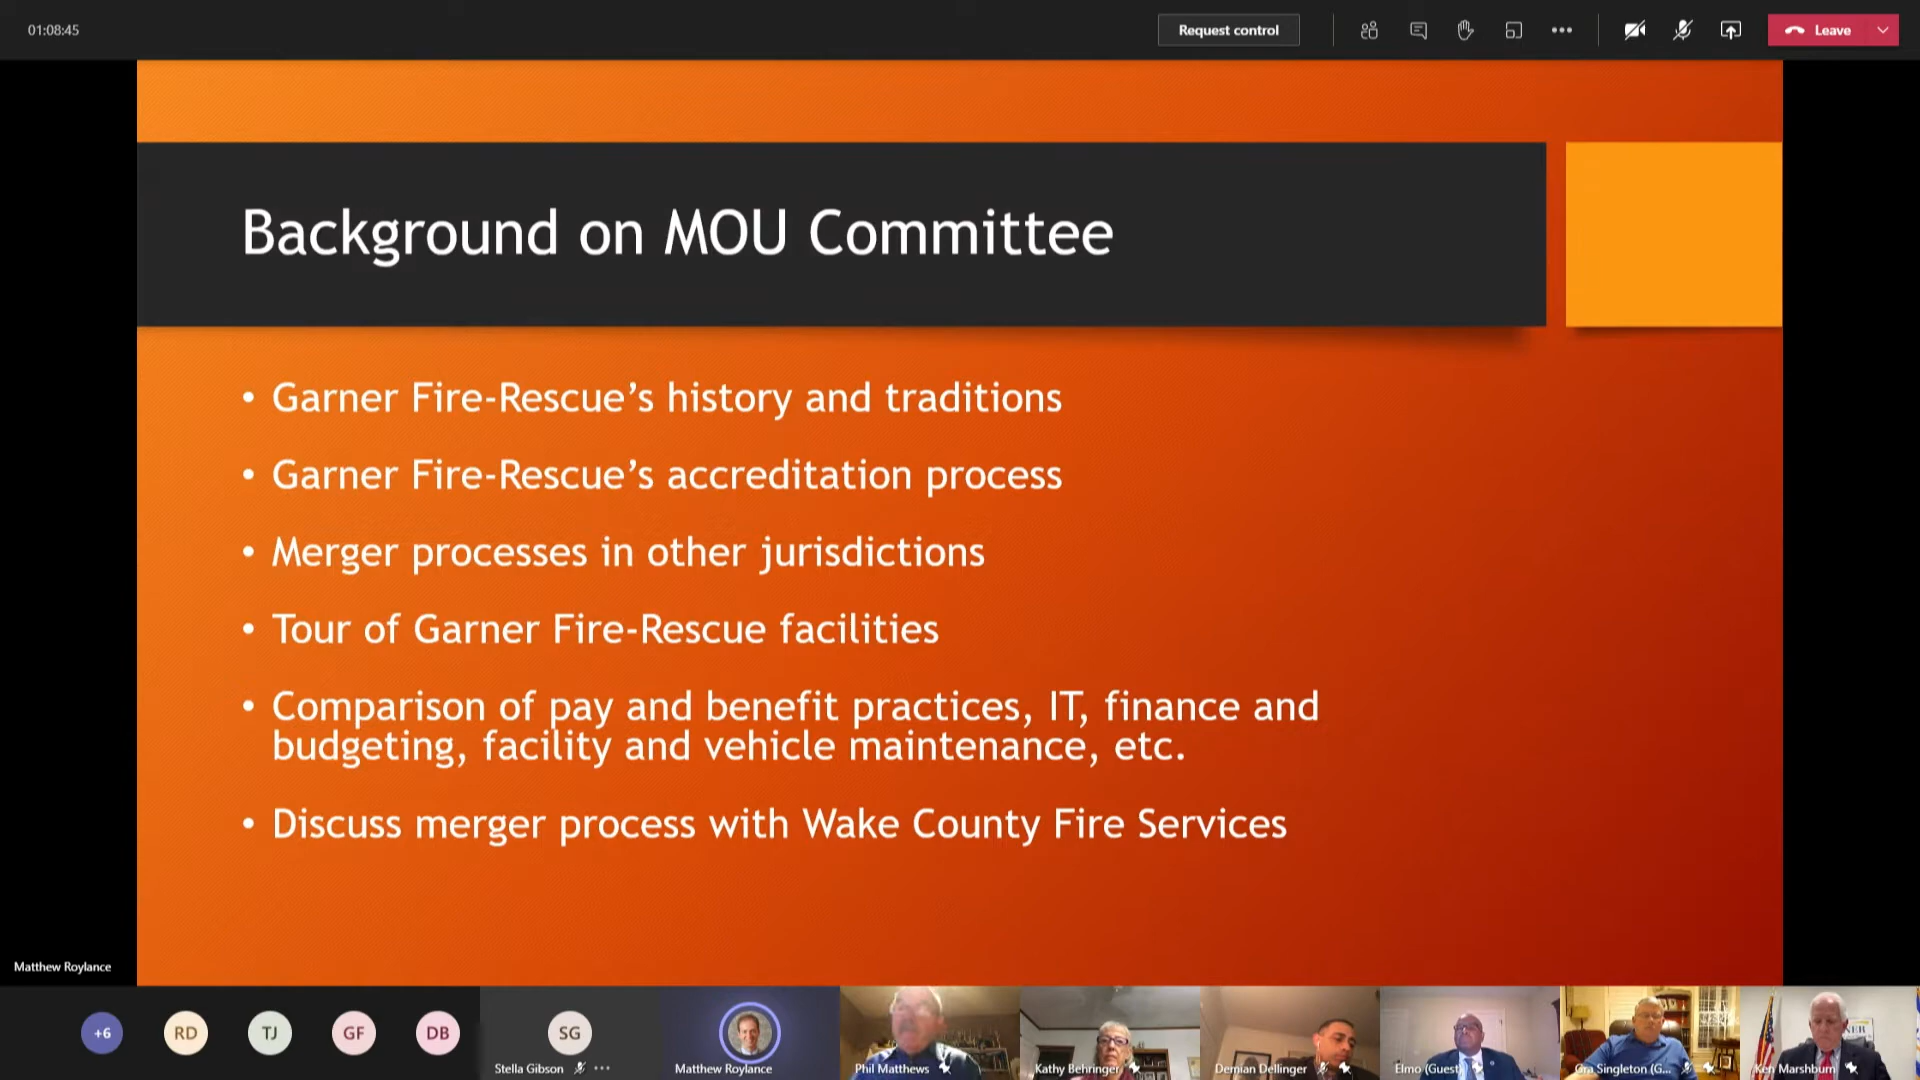 01:08:45
Request control
Leave
Background on MOU Committee
• Garner Fire-Rescue’s history and traditions
• Garner Fire-Rescue’s accreditation process
• Merger processes in other jurisdictions
• Tour of Garner Fire-Rescue facilities
• Comparison of pay and benefit practices, IT, finance and
budgeting, facility and vehicle maintenance, etc.
• Discuss merger process with Wake County Fire Services
Matthew Roylance
+6
RD
TJ
GF
DB
SG
Stella Gibson
Matthew Roylance
Phil Matthews
Kathy Behringer
Demian Dellinger
Elmo (Guest)
Gra Singleton (G...
Ken Marshburn